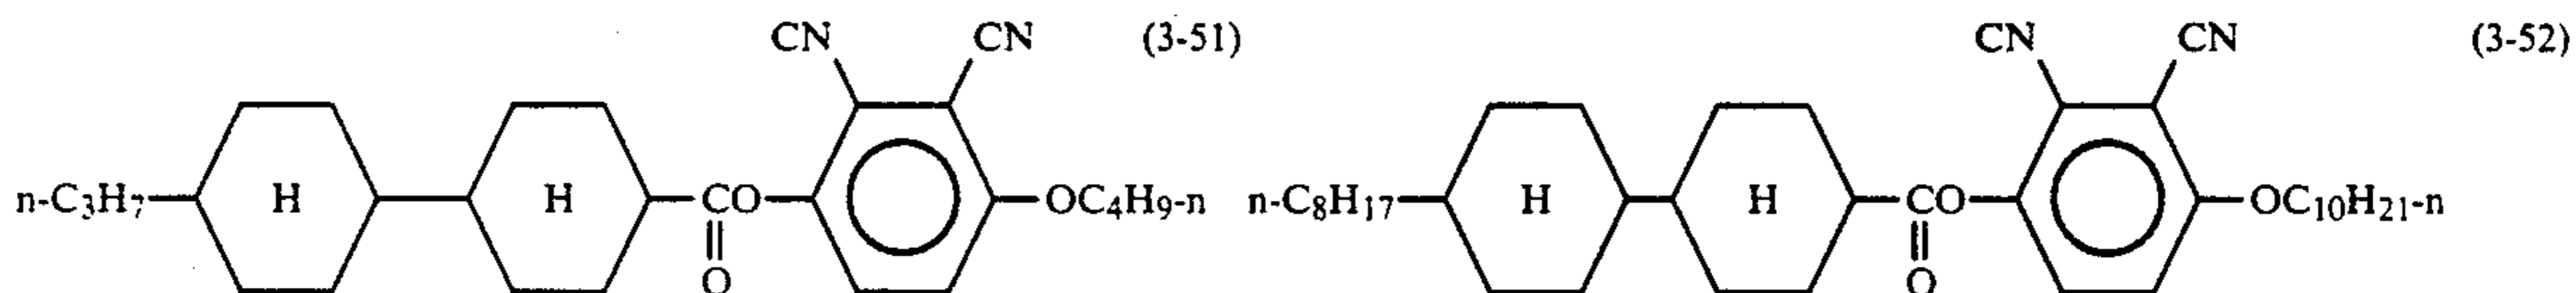 CN CN (3-51) CN CN (3-52)
n-C₃H₇ H H CO OC₄H₉-n n-C₈H₁₇ H H CO OC₁₀H₂₁-n
O O